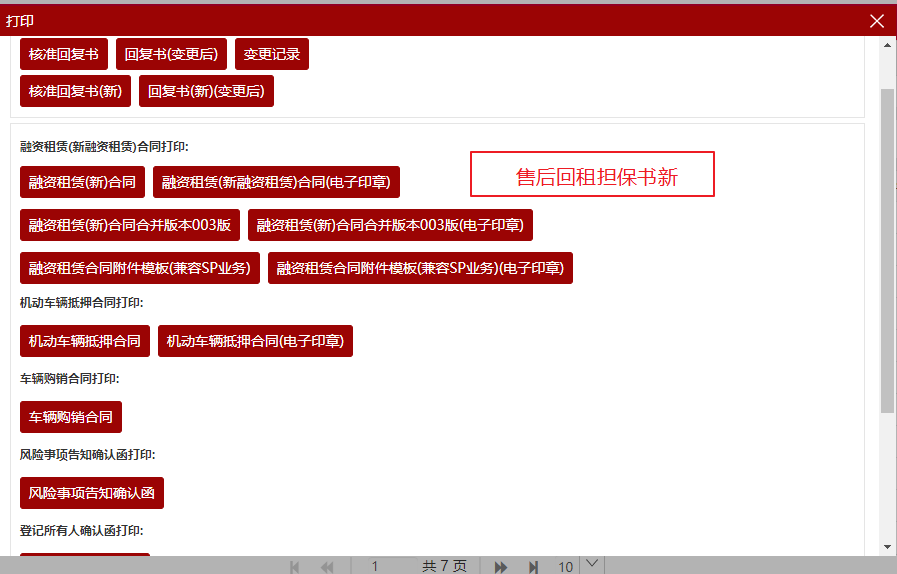 打印
核准回复书 回复书(变更后) 变更记录
核准回复书(新) 回复书(新)(变更后)
融资租赁(新融资租赁)合同打印:
融资租赁(新)合同 融资租赁(新融资租赁)合同(电子印章)
售后回租担保书新
融资租赁(新)合同合并版本003版 融资租赁(新)合同合并版本003版(电子印章)
融资租赁合同附件模板(兼容SP业务) 融资租赁合同附件模板(兼容SP业务)(电子印章)
机动车辆抵押合同打印:
机动车辆抵押合同 机动车辆抵押合同(电子印章)
车辆购销合同打印:
车辆购销合同
风险事项告知确认函打印:
风险事项告知确认函
登记所有人确认函打印:
1 共 7 页 10